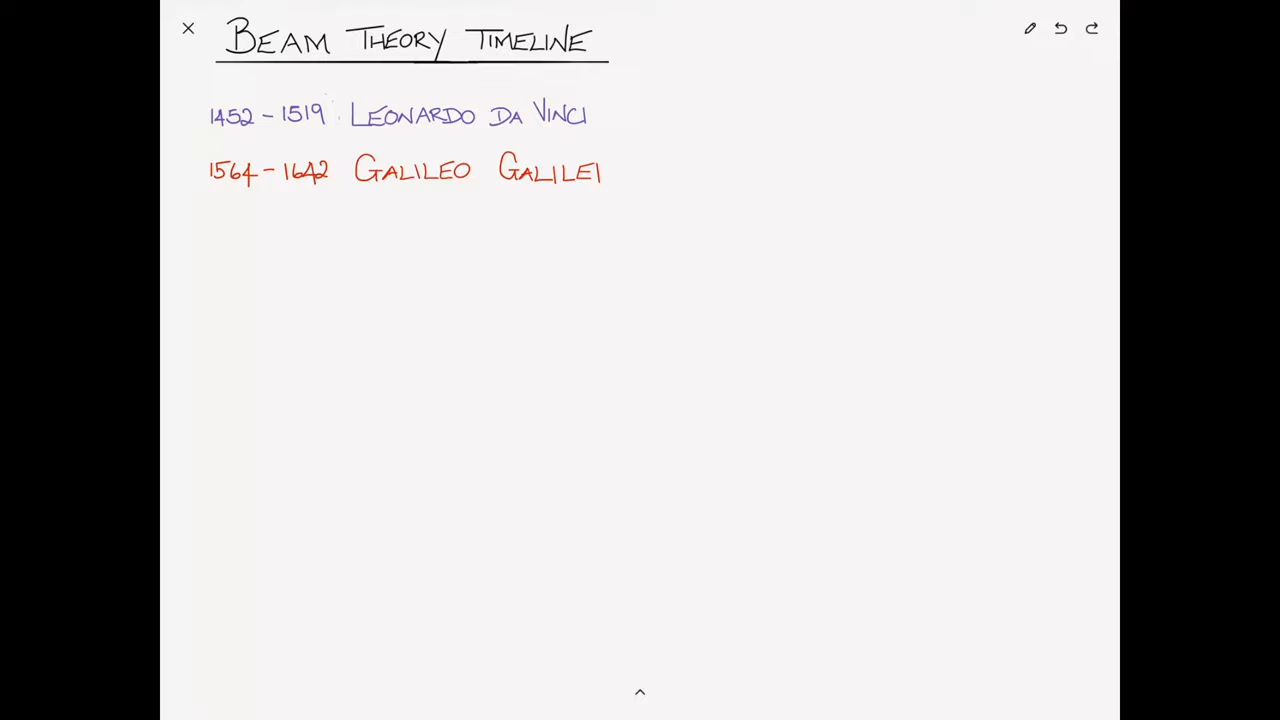 BEAM THEORY TIMELINE
1452 - 1519 : LEONARDO DA VINCI
1564 - 1642 GALILEO GALILEI